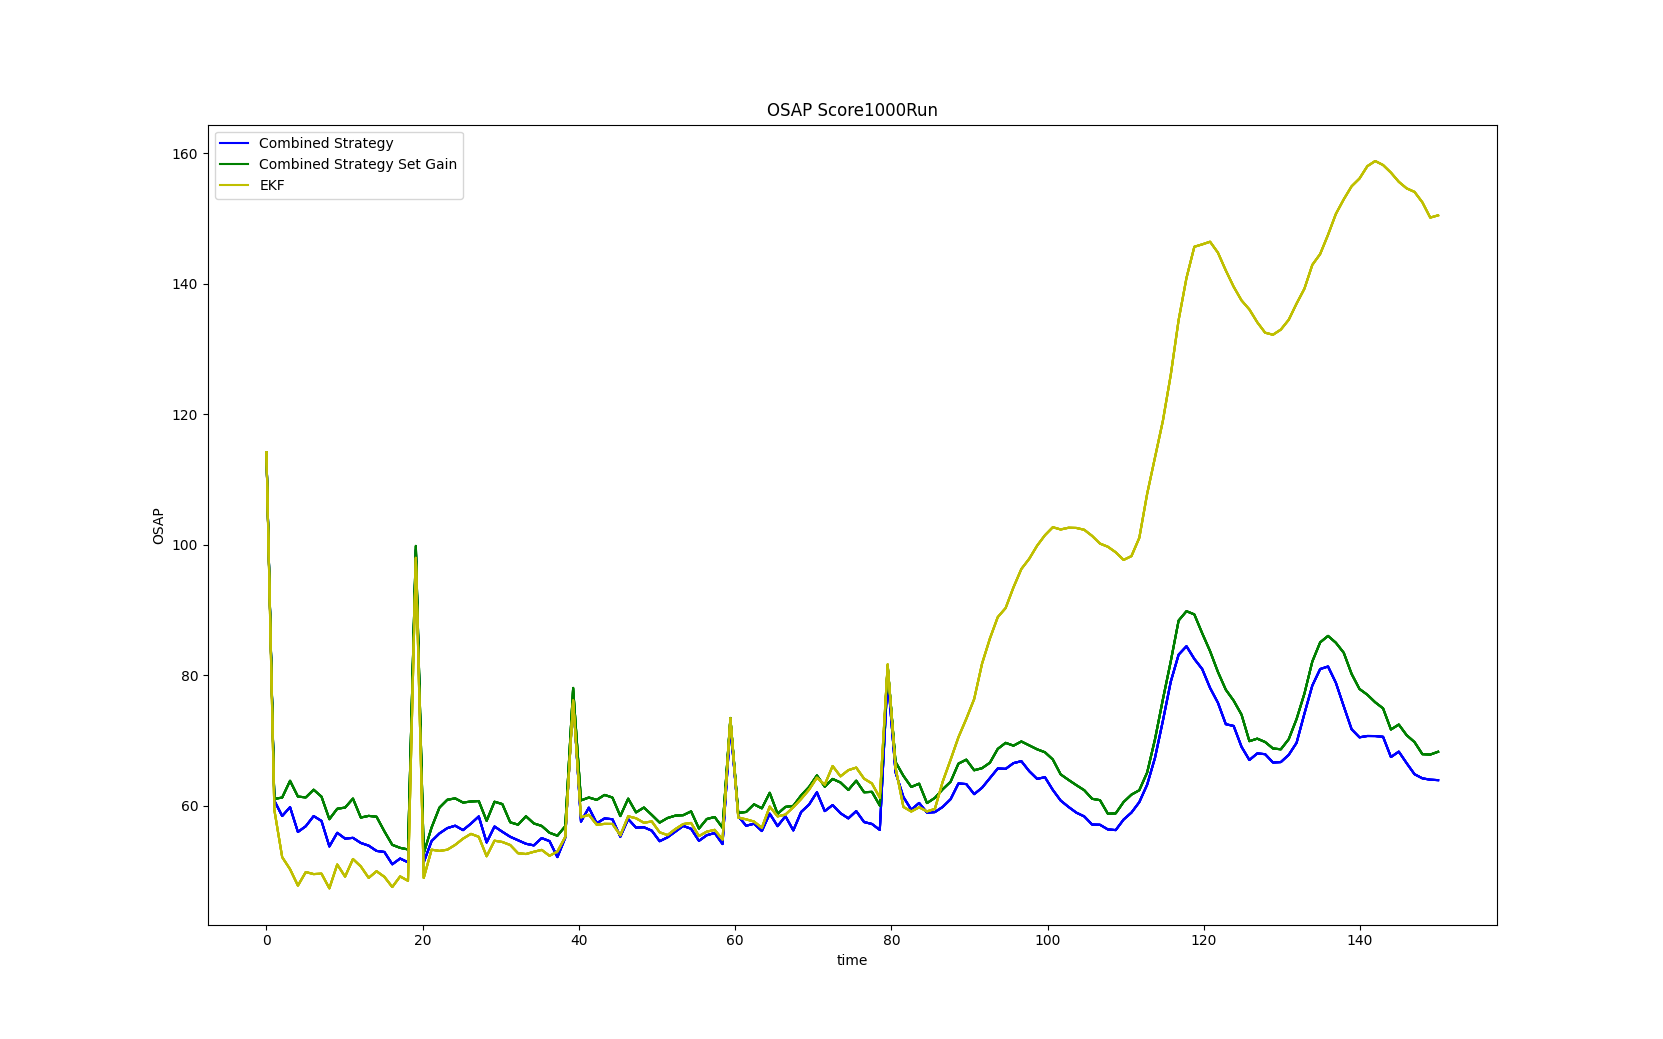 OSAP Score1000Run
Combined Strategy
Combined Strategy Set Gain
EKF
160
140
120
100
80
60
OSAP
0 20 40 60 80 100 120 140
time